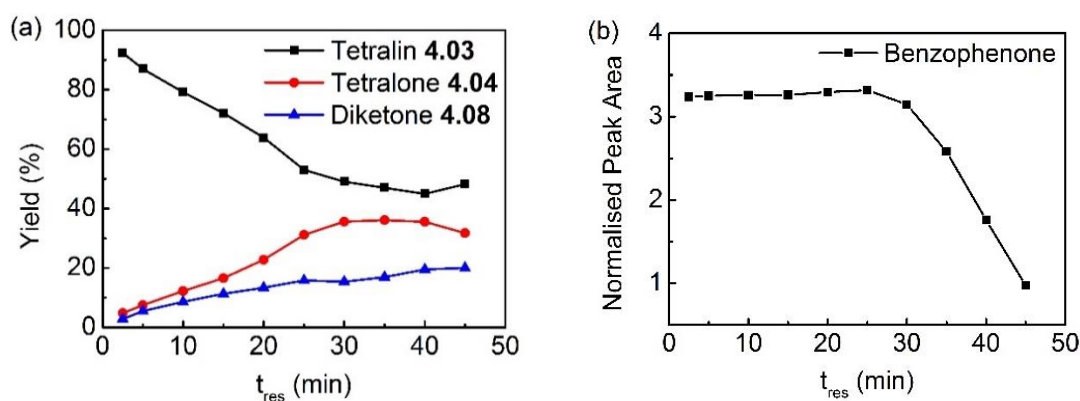 (a)
Yield (%)
100
80
60
40
20
0
Tetralin 4.03
Tetralone 4.04
Diketone 4.08
0 10 20 30 40 50
t_res (min)
(b)
Normalised Peak Area
4
3
2
1
Benzophenone
0 10 20 30 40 50
t_res (min)